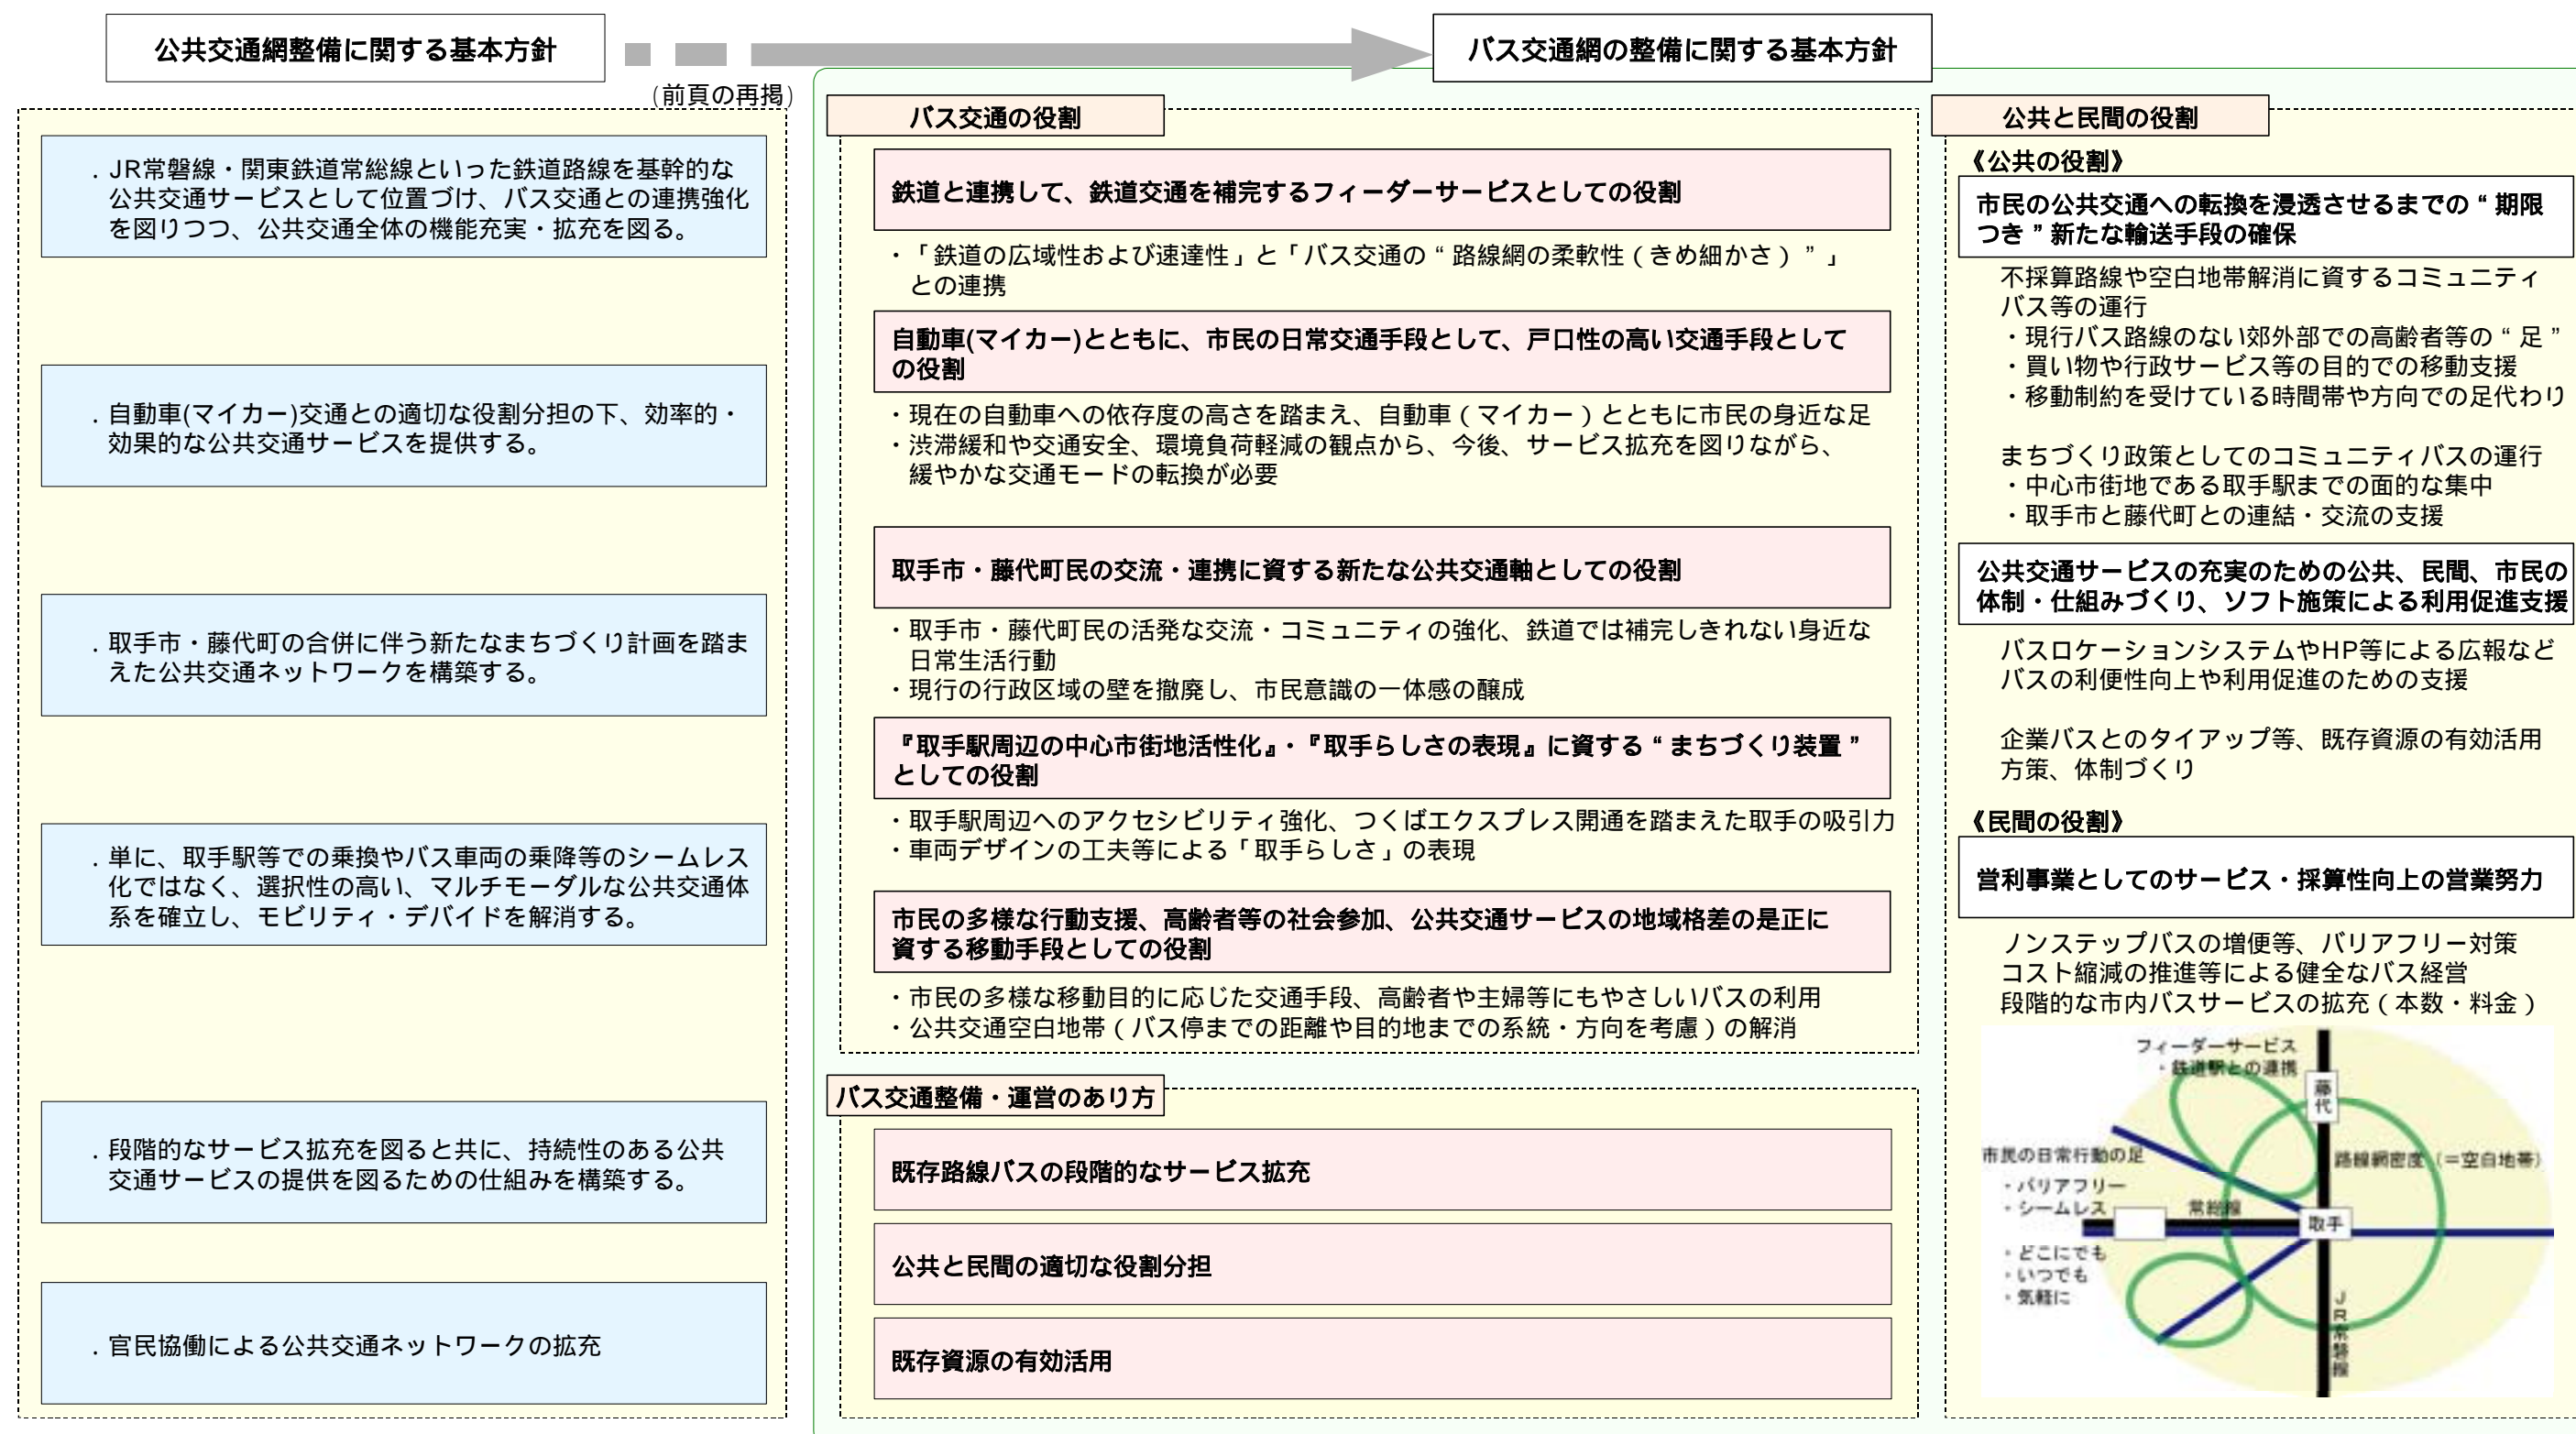 公共交通網整備に関する基本方針
バス交通網の整備に関する基本方針
(前頁の再掲)
．JR常磐線・関東鉄道常総線といった鉄道路線を基幹的な
公共交通サービスとして位置づけ、バス交通との連携強化
を図りつつ、公共交通全体の機能充実・拡充を図る。
．自動車(マイカー)交通との適切な役割分担の下、効率的・
効果的な公共交通サービスを提供する。
．取手市・藤代町の合併に伴う新たなまちづくり計画を踏ま
えた公共交通ネットワークを構築する。
．単に、取手駅等での乗換やバス車両の乗降等のシームレス
化ではなく、選択性の高い、マルチモーダルな公共交通体
系を確立し、モビリティ・デバイドを解消する。
．段階的なサービス拡充を図ると共に、持続性のある公共
交通サービスの提供を図るための仕組みを構築する。
．官民協働による公共交通ネットワークの拡充
バス交通の役割
鉄道と連携して、鉄道交通を補完するフィーダーサービスとしての役割
・「鉄道の広域性および速達性」と「バス交通の“路線網の柔軟性（きめ細かさ）”」
との連携
自動車(マイカー)とともに、市民の日常交通手段として、戸口性の高い交通手段として
の役割
・現在の自動車への依存度の高さを踏まえ、自動車（マイカー）とともに市民の身近な足
・渋滞緩和や交通安全、環境負荷軽減の観点から、今後、サービス拡充を図りながら、
緩やかな交通モードの転換が必要
取手市・藤代町民の交流・連携に資する新たな公共交通軸としての役割
・取手市・藤代町民の活発な交流・コミュニティの強化、鉄道では補完しきれない身近な
日常生活行動
・現行の行政区域の壁を撤廃し、市民意識の一体感の醸成
『取手駅周辺の中心市街地活性化』・『取手らしさの表現』に資する“まちづくり装置”
としての役割
・取手駅周辺へのアクセシビリティ強化、つくばエクスプレス開通を踏まえた取手の吸引力
・車両デザインの工夫等による「取手らしさ」の表現
市民の多様な行動支援、高齢者等の社会参加、公共交通サービスの地域格差の是正に
資する移動手段としての役割
・市民の多様な移動目的に応じた交通手段、高齢者や主婦等にもやさしいバスの利用
・公共交通空白地帯（バス停までの距離や目的地までの系統・方向を考慮）の解消
バス交通整備・運営のあり方
既存路線バスの段階的なサービス拡充
公共と民間の適切な役割分担
既存資源の有効活用
公共と民間の役割
《公共の役割》
市民の公共交通への転換を浸透させるまでの“期限
つき”新たな輸送手段の確保
不採算路線や空白地帯解消に資するコミュニティ
バス等の運行
・現行バス路線のない郊外部での高齢者等の“足”
・買い物や行政サービス等の目的での移動支援
・移動制約を受けている時間帯や方向での足代わり
まちづくり政策としてのコミュニティバスの運行
・中心市街地である取手駅までの面的な集中
・取手市と藤代町との連結・交流の支援
公共交通サービスの充実のための公共、民間、市民の
体制・仕組みづくり、ソフト施策による利用促進支援
バスロケーションシステムやHP等による広報など
バスの利便性向上や利用促進のための支援
企業バスとのタイアップ等、既存資源の有効活用
方策、体制づくり
《民間の役割》
営利事業としてのサービス・採算性向上の営業努力
ノンステップバスの増便等、バリアフリー対策
コスト縮減の推進等による健全なバス経営
段階的な市内バスサービスの拡充（本数・料金）
フィーダーサービス
・鉄道駅との連携
藤代
市民の日常行動の足
路線網密度（＝空白地帯）
・バリアフリー
・シームレス
常総線
取手
・どこにでも
・いつでも
・気軽に
JR常磐線